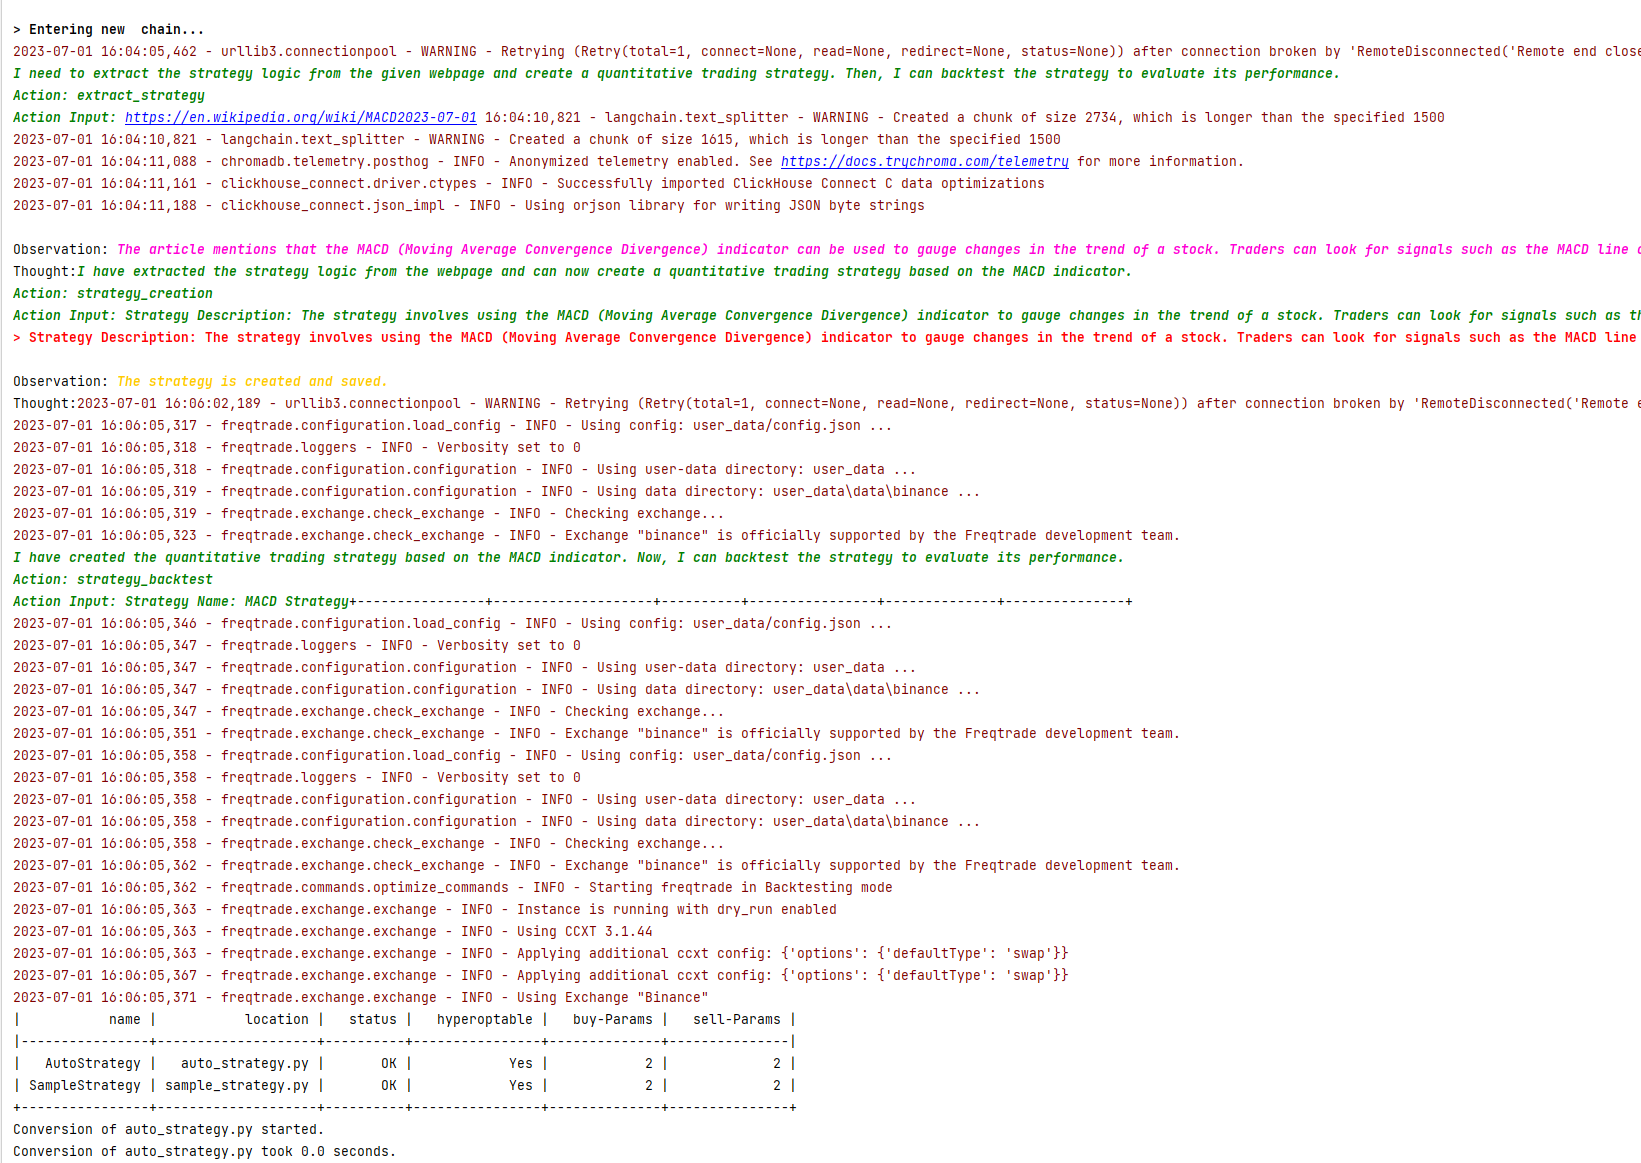 > Entering new  chain...
2023-07-01 16:04:05,462 - urllib3.connectionpool - WARNING - Retrying (Retry(total=1, connect=None, read=None, redirect=None, status=None)) after connection broken by 'RemoteDisconnected('Remote end close
I need to extract the strategy logic from the given webpage and create a quantitative trading strategy. Then, I can backtest the strategy to evaluate its performance.
Action: extract_strategy
Action Input: https://en.wikipedia.org/wiki/MACD2023-07-01 16:04:10,821 - langchain.text_splitter - WARNING - Created a chunk of size 2734, which is longer than the specified 1500
2023-07-01 16:04:10,821 - langchain.text_splitter - WARNING - Created a chunk of size 1615, which is longer than the specified 1500
2023-07-01 16:04:11,088 - chromadb.telemetry.posthog - INFO - Anonymized telemetry enabled. See https://docs.trychroma.com/telemetry for more information.
2023-07-01 16:04:11,161 - clickhouse_connect.driver.ctypes - INFO - Successfully imported ClickHouse Connect C data optimizations
2023-07-01 16:04:11,188 - clickhouse_connect.json_impl - INFO - Using orjson library for writing JSON byte strings
Observation: The article mentions that the MACD (Moving Average Convergence Divergence) indicator can be used to gauge changes in the trend of a stock. Traders can look for signals such as the MACD line
Thought:I have extracted the strategy logic from the webpage and can now create a quantitative trading strategy based on the MACD indicator.
Action: strategy_creation
Action Input: Strategy Description: The strategy involves using the MACD (Moving Average Convergence Divergence) indicator to gauge changes in the trend of a stock. Traders can look for signals such as th
> Strategy Description: The strategy involves using the MACD (Moving Average Convergence Divergence) indicator to gauge changes in the trend of a stock. Traders can look for signals such as the MACD line
Observation: The strategy is created and saved.
Thought:2023-07-01 16:06:02,189 - urllib3.connectionpool - WARNING - Retrying (Retry(total=1, connect=None, read=None, redirect=None, status=None)) after connection broken by 'RemoteDisconnected('Remote e
2023-07-01 16:06:05,317 - freqtrade.configuration.load_config - INFO - Using config: user_data/config.json ...
2023-07-01 16:06:05,318 - freqtrade.loggers - INFO - Verbosity set to 0
2023-07-01 16:06:05,318 - freqtrade.configuration.configuration - INFO - Using user-data directory: user_data ...
2023-07-01 16:06:05,319 - freqtrade.configuration.configuration - INFO - Using data directory: user_data\data\binance ...
2023-07-01 16:06:05,319 - freqtrade.exchange.check_exchange - INFO - Checking exchange...
2023-07-01 16:06:05,323 - freqtrade.exchange.check_exchange - INFO - Exchange "binance" is officially supported by the Freqtrade development team.
I have created the quantitative trading strategy based on the MACD indicator. Now, I can backtest the strategy to evaluate its performance.
Action: strategy_backtest
Action Input: Strategy Name: MACD Strategy+----------------+--------------------+---------+----------------+--------------+---------------+
2023-07-01 16:06:05,346 - freqtrade.configuration.load_config - INFO - Using config: user_data/config.json ...
2023-07-01 16:06:05,347 - freqtrade.loggers - INFO - Verbosity set to 0
2023-07-01 16:06:05,347 - freqtrade.configuration.configuration - INFO - Using user-data directory: user_data ...
2023-07-01 16:06:05,347 - freqtrade.configuration.configuration - INFO - Using data directory: user_data\data\binance ...
2023-07-01 16:06:05,347 - freqtrade.exchange.check_exchange - INFO - Checking exchange...
2023-07-01 16:06:05,351 - freqtrade.exchange.check_exchange - INFO - Exchange "binance" is officially supported by the Freqtrade development team.
2023-07-01 16:06:05,358 - freqtrade.configuration.load_config - INFO - Using config: user_data/config.json ...
2023-07-01 16:06:05,358 - freqtrade.loggers - INFO - Verbosity set to 0
2023-07-01 16:06:05,358 - freqtrade.configuration.configuration - INFO - Using user-data directory: user_data ...
2023-07-01 16:06:05,358 - freqtrade.configuration.configuration - INFO - Using data directory: user_data\data\binance ...
2023-07-01 16:06:05,358 - freqtrade.exchange.check_exchange - INFO - Checking exchange...
2023-07-01 16:06:05,362 - freqtrade.exchange.check_exchange - INFO - Exchange "binance" is officially supported by the Freqtrade development team.
2023-07-01 16:06:05,362 - freqtrade.commands.optimize_commands - INFO - Starting freqtrade in Backtesting mode
2023-07-01 16:06:05,363 - freqtrade.exchange.exchange - INFO - Instance is running with dry_run enabled
2023-07-01 16:06:05,363 - freqtrade.exchange.exchange - INFO - Using CCXT 3.1.44
2023-07-01 16:06:05,363 - freqtrade.exchange.exchange - INFO - Applying additional ccxt config: {'options': {'defaultType': 'swap'}}
2023-07-01 16:06:05,367 - freqtrade.exchange.exchange - INFO - Applying additional ccxt config: {'options': {'defaultType': 'swap'}}
2023-07-01 16:06:05,371 - freqtrade.exchange.exchange - INFO - Using Exchange "Binance"
|           name |           location |   status |   hyperoptable |   buy-Params |   sell-Params |
|----------------+--------------------+----------+----------------+--------------+---------------|
|   AutoStrategy |   auto_strategy.py |       OK |            Yes |            2 |             2 |
| SampleStrategy | sample_strategy.py |       OK |            Yes |            2 |             2 |
+----------------+--------------------+----------+----------------+--------------+---------------+
Conversion of auto_strategy.py started.
Conversion of auto_strategy.py took 0.0 seconds.